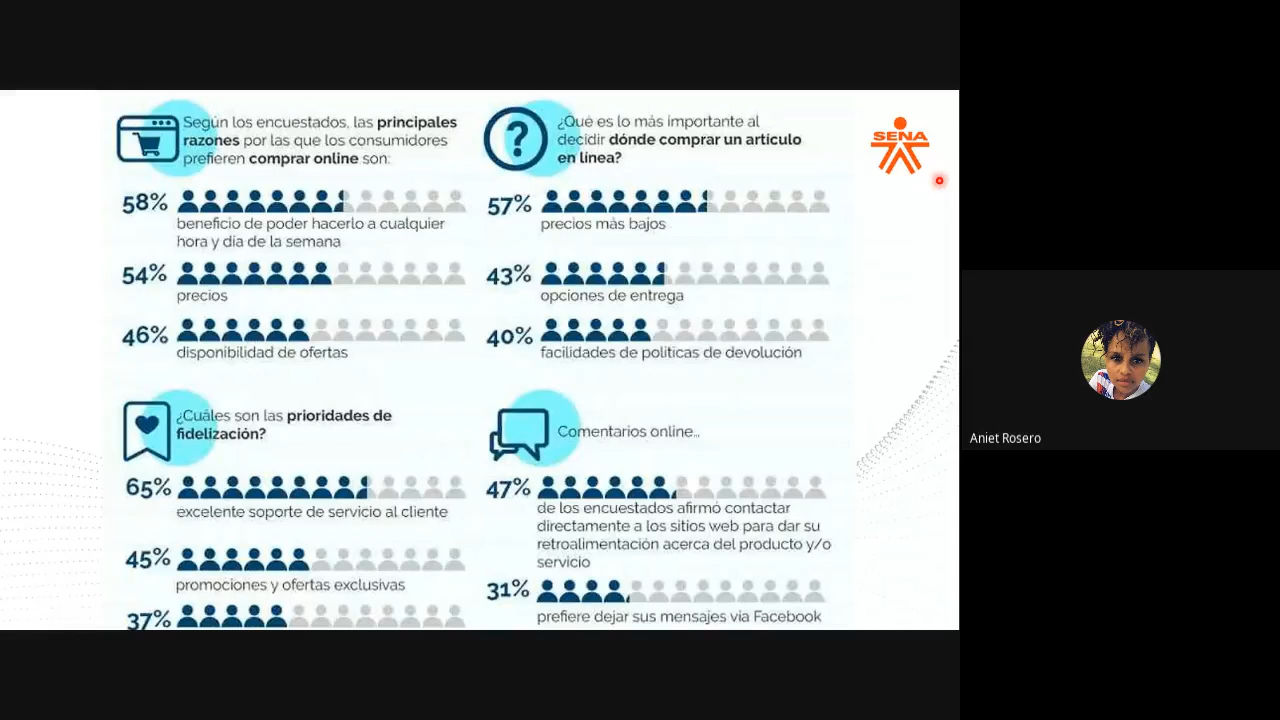 Según los encuestados, las principales
razones por las que los consumidores
prefieren comprar online son:
58%
beneficio de poder hacerlo a cualquier
hora y día de la semana
54%
precios
46%
disponibilidad de ofertas
¿Qué es lo más importante al
decidir dónde comprar un artículo
en línea?
57%
precios más bajos
43%
opciones de entrega
40%
facilidades de políticas de devolución
¿Cuáles son las prioridades de
fidelización?
65%
excelente soporte de servicio al cliente
45%
promociones y ofertas exclusivas
37%
Comentarios online...
47%
de los encuestados afirmó contactar
directamente a los sitios web para dar su
retroalimentación acerca del producto y/o
servicio
31%
prefiere dejar sus mensajes via Facebook
SENA
Aniet Rosero